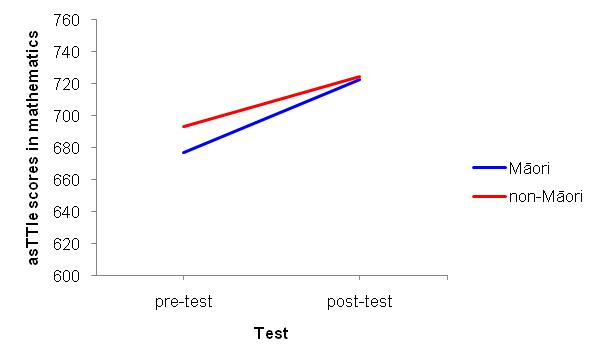 asTTle scores in mathematics
760
740
720
700
680
660
640
620
600
pre-test
post-test
Test
Māori
non-Māori